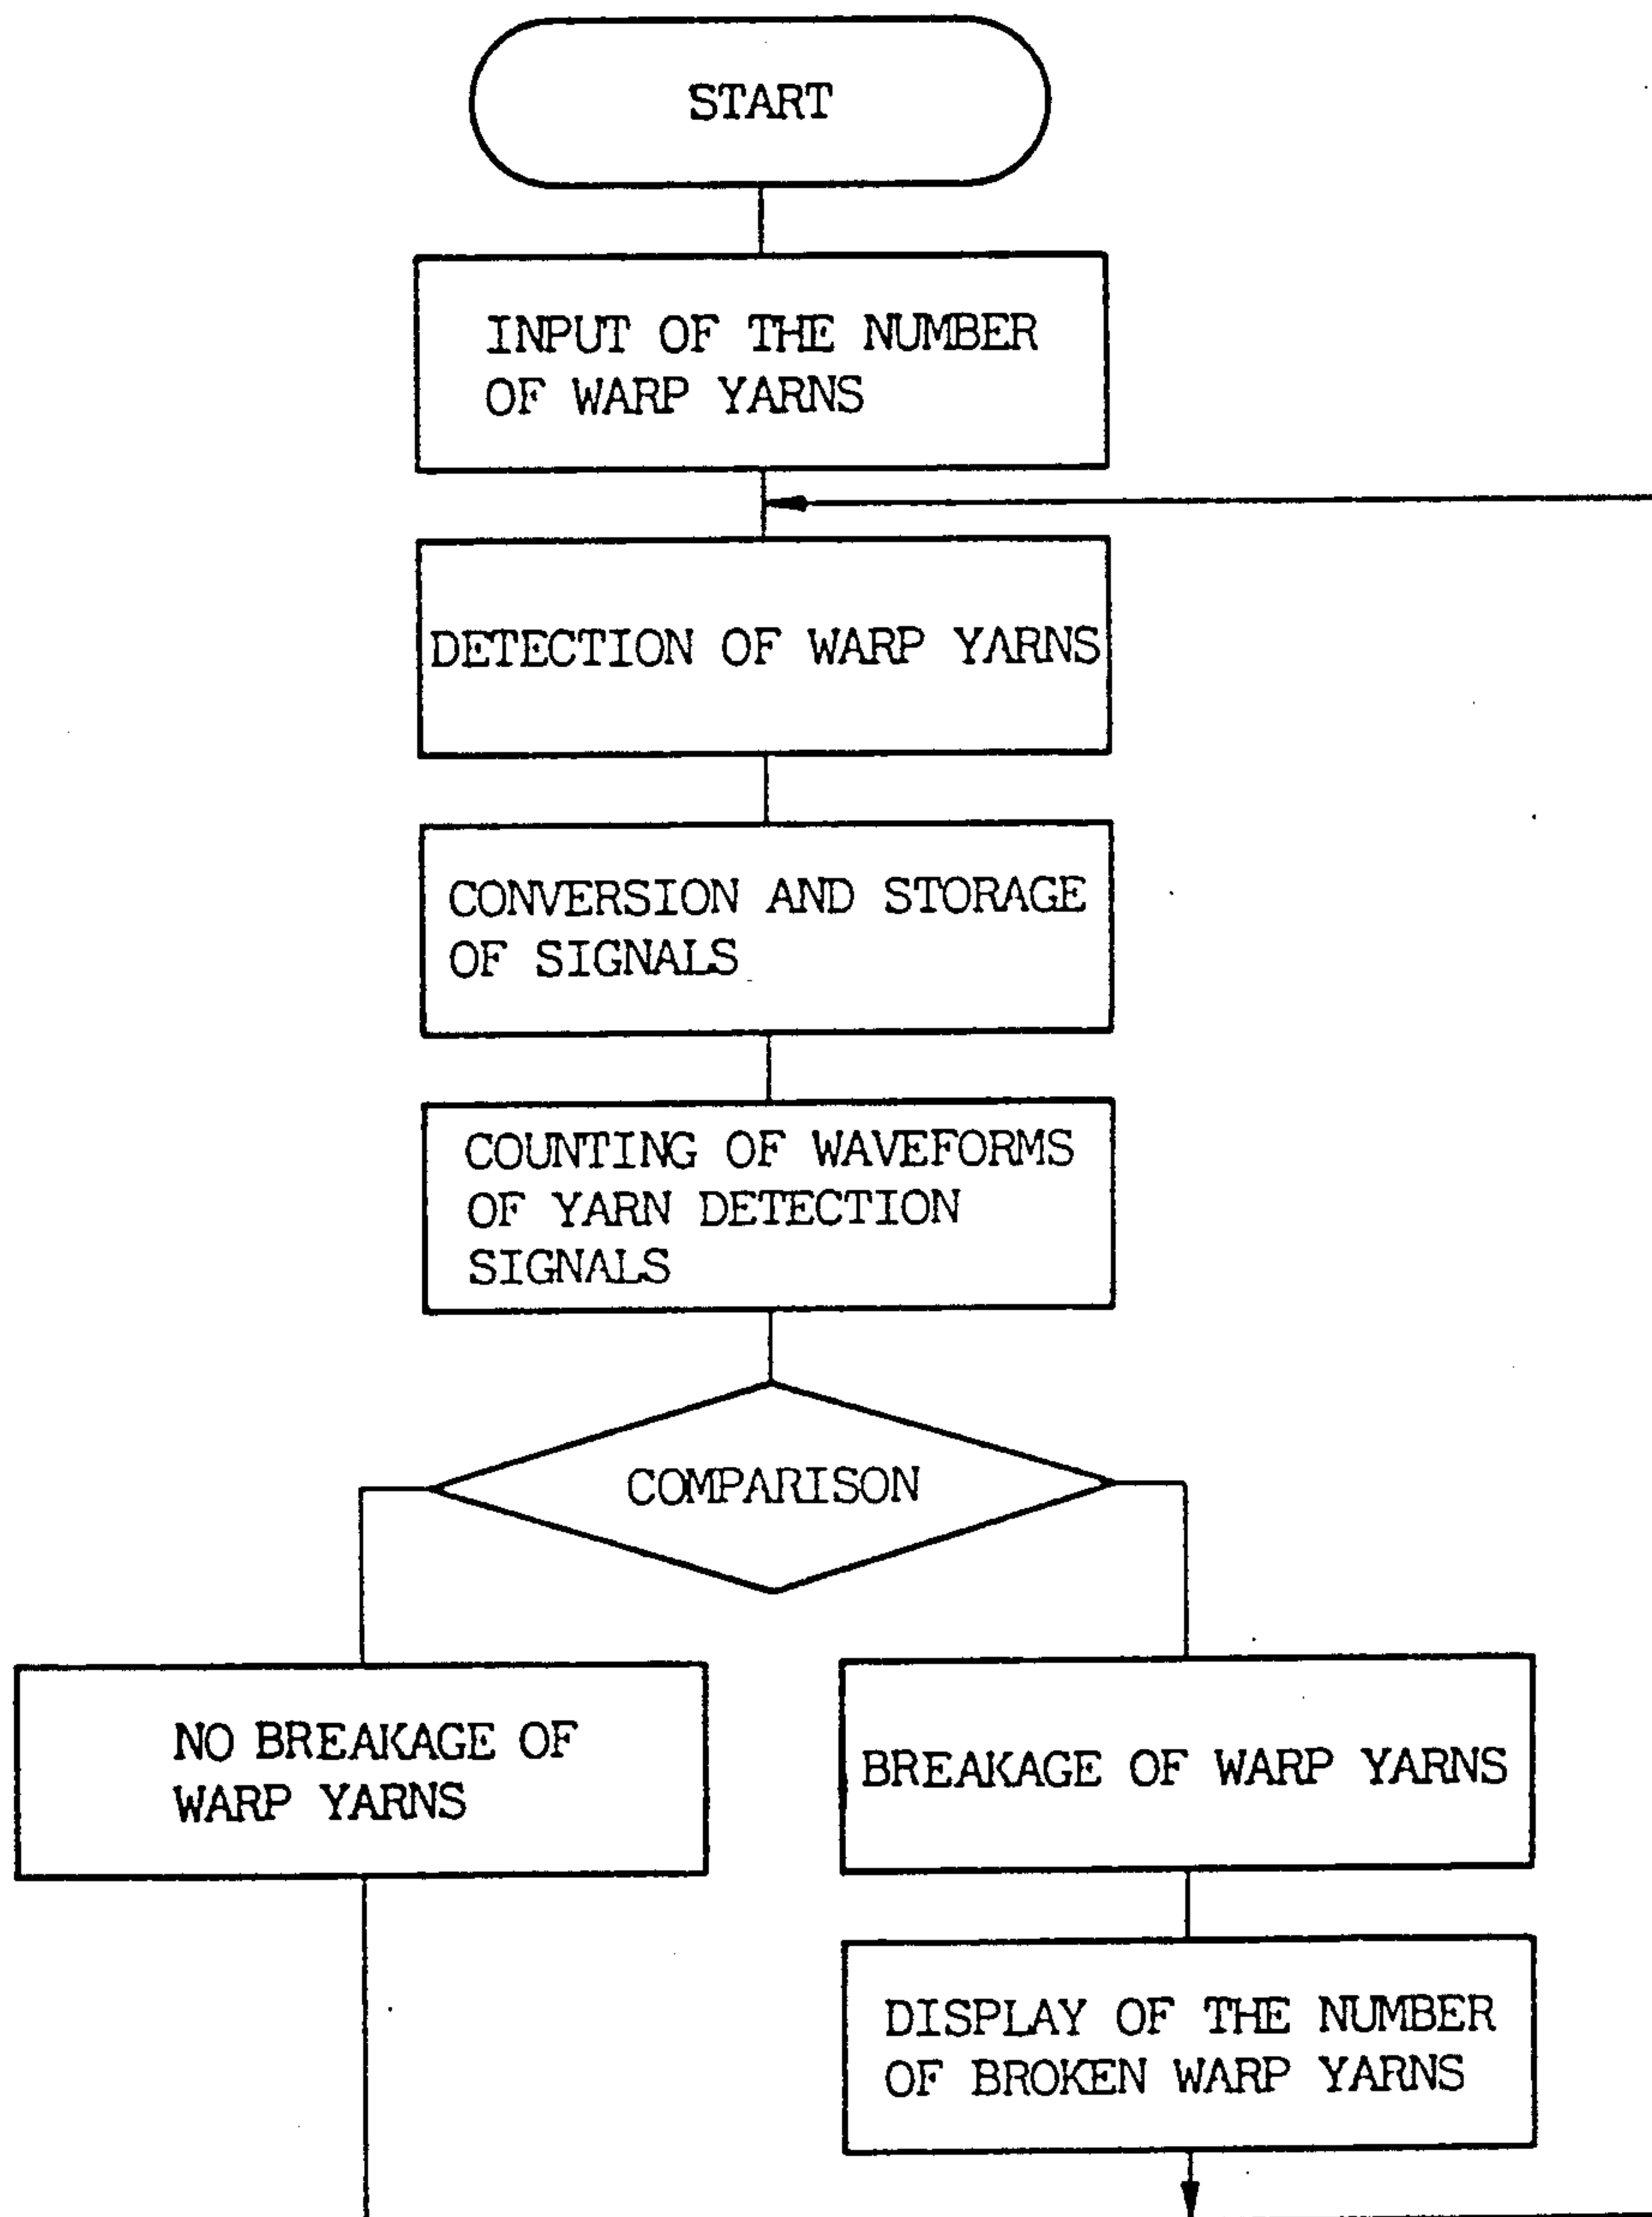 START
INPUT OF THE NUMBER
OF WARP YARNS
DETECTION OF WARP YARNS
CONVERSION AND STORAGE
OF SIGNALS
COUNTING OF WAVEFORMS
OF YARN DETECTION
SIGNALS
COMPARISON
NO BREAKAGE OF
WARP YARNS
BREAKAGE OF WARP YARNS
DISPLAY OF THE NUMBER
OF BROKEN WARP YARNS